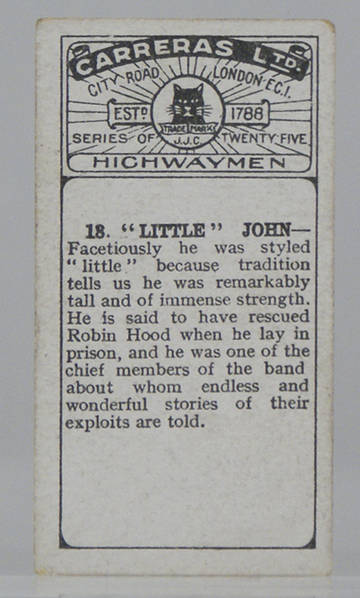 CARRERAS LTD.
CITY ROAD LONDON E.C.1.
ESTD 1788
TRADE MARK
SERIES OF J.J.C. TWENTY FIVE
HIGHWAYMEN
18. "LITTLE" JOHN—
Facetiously he was styled
"little" because tradition
tells us he was remarkably
tall and of immense strength.
He is said to have rescued
Robin Hood when he lay in
prison, and he was one of the
chief members of the band
about whom endless and
wonderful stories of their
exploits are told.